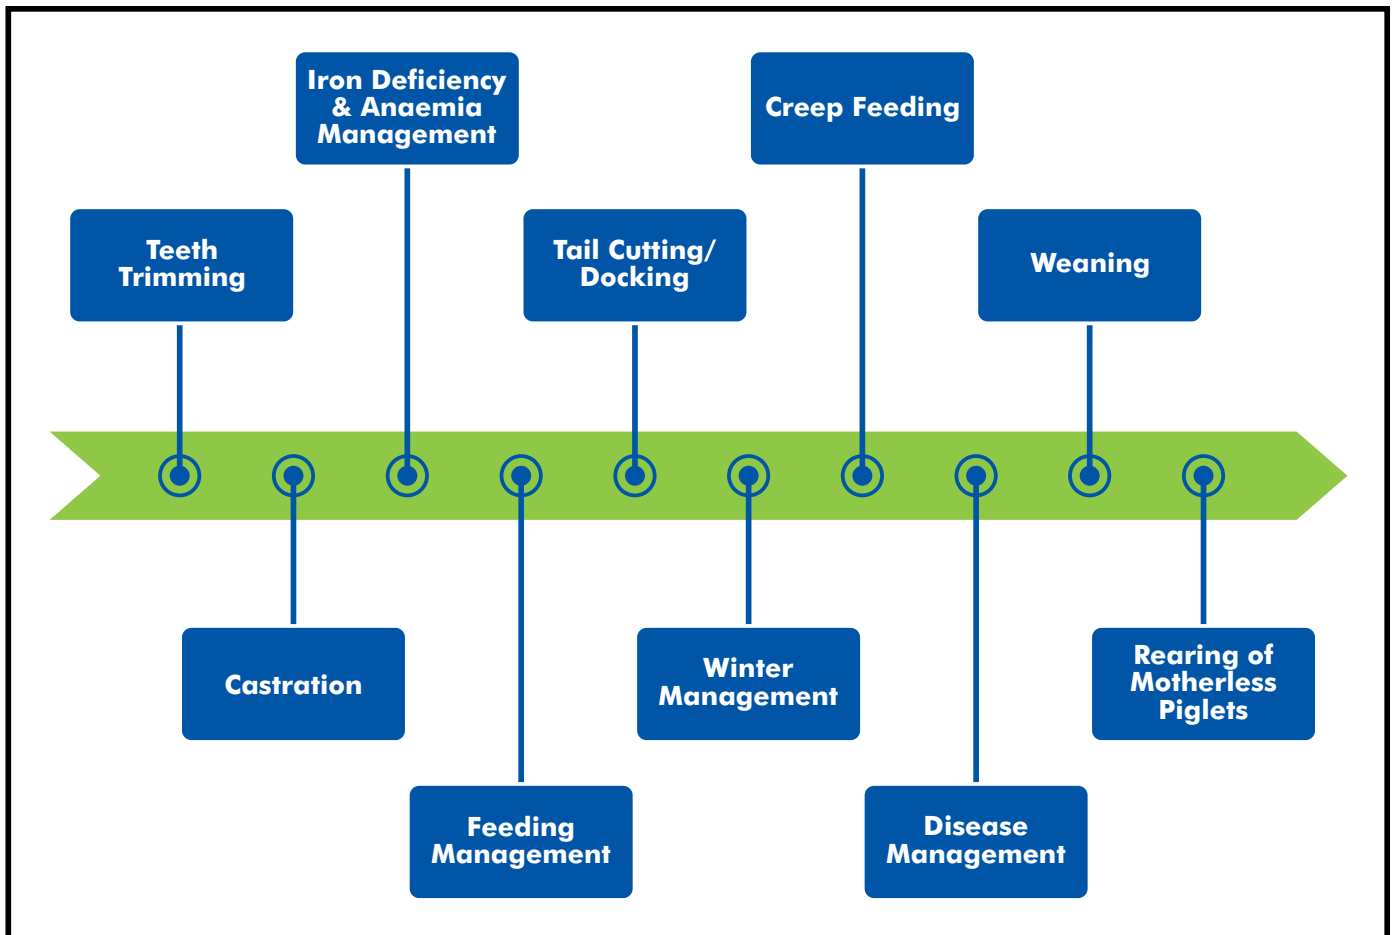 Iron Deficiency
& Anaemia
Management
Creep Feeding
Teeth
Trimming
Tail Cutting/
Docking
Weaning
Castration
Winter
Management
Rearing of
Motherless
Piglets
Feeding
Management
Disease
Management